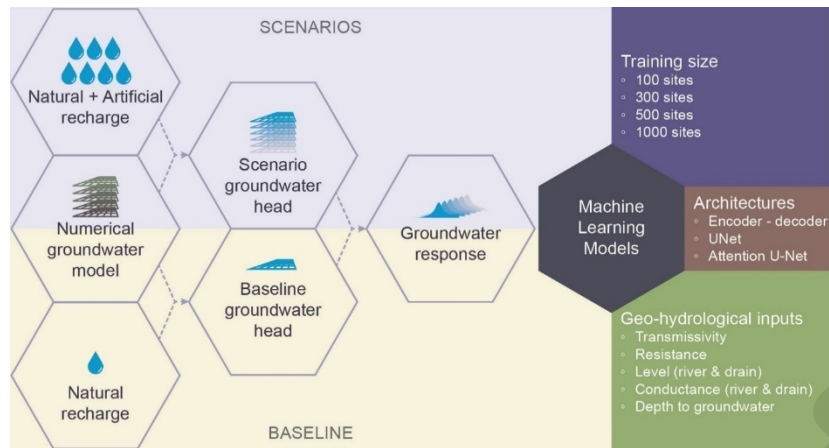 SCENARIOS
Natural + Artificial
recharge
Scenario
groundwater
head
Numerical
groundwater
model
Groundwater
response
Baseline
groundwater
head
Natural
recharge
BASELINE
Machine
Learning
Models
Training size
◦ 100 sites
◦ 300 sites
◦ 500 sites
◦ 1000 sites
Architectures
◦ Encoder - decoder
◦ UNet
◦ Attention U-Net
Geo-hydrological inputs
◦ Transmissivity
◦ Resistance
◦ Level (river & drain)
◦ Conductance (river & drain)
◦ Depth to groundwater